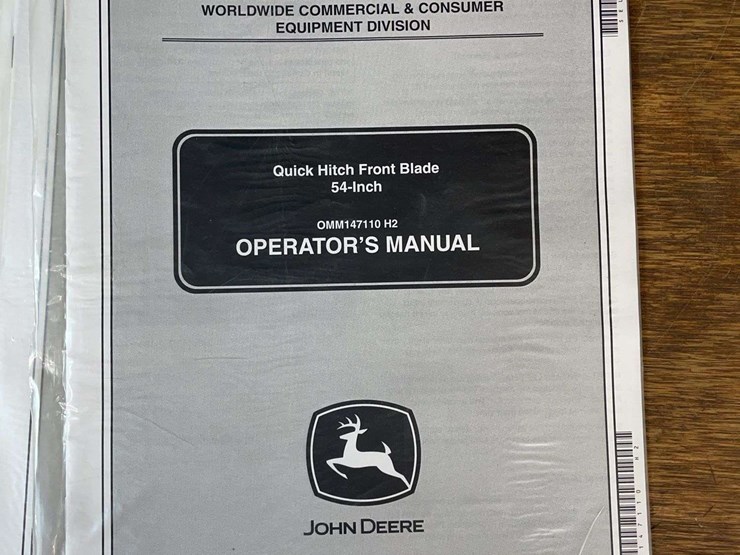 WORLDWIDE COMMERCIAL & CONSUMER
EQUIPMENT DIVISION
Quick Hitch Front Blade
54-Inch
OMM147110 H2
OPERATOR'S MANUAL
JOHN DEERE